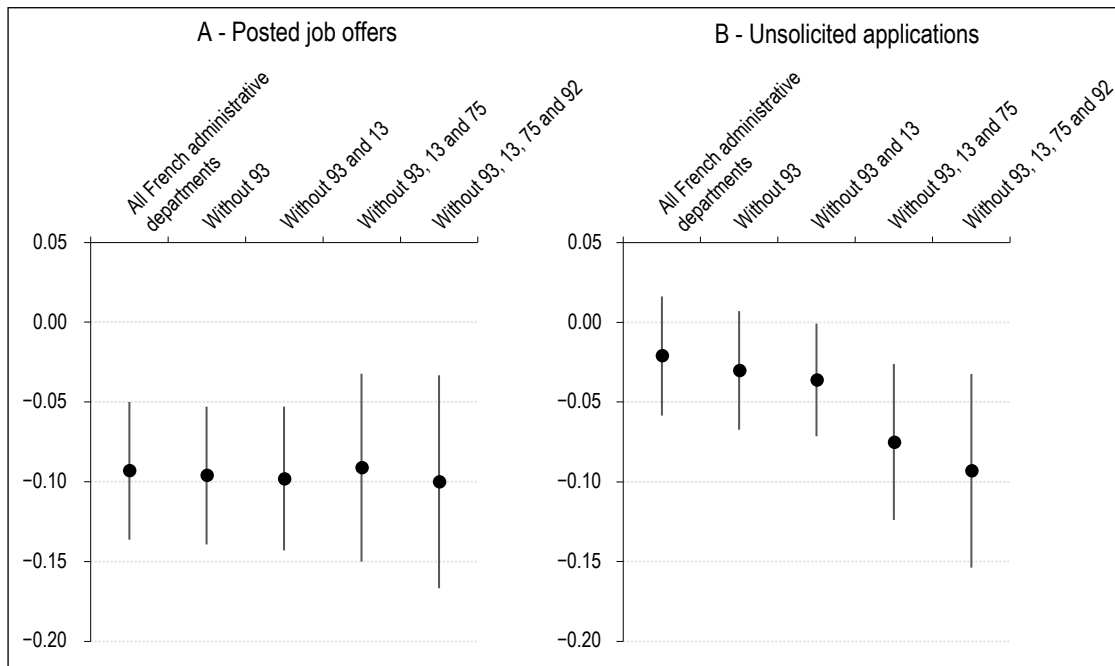 A - Posted job offers
All French administrative
departments
Without 93
Without 93 and 13
Without 93, 13 and 75
Without 93, 13, 75 and 92
0.05
0.00
−0.05
−0.10
−0.15
−0.20
B - Unsolicited applications
All French administrative
departments
Without 93
Without 93 and 13
Without 93, 13 and 75
Without 93, 13, 75 and 92
0.05
0.00
−0.05
−0.10
−0.15
−0.20